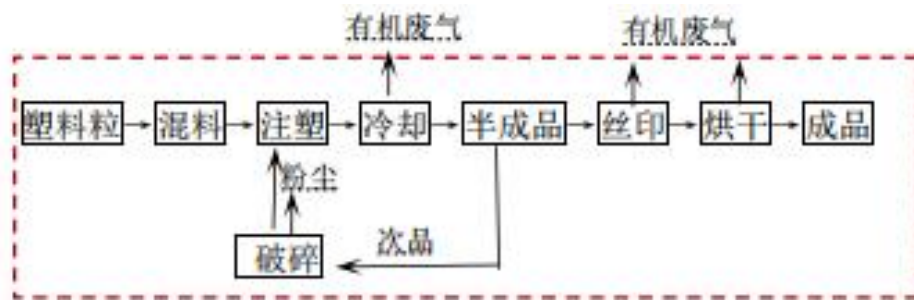 有机废气 有机废气
塑料粒 混料 注塑 冷却 半成品 丝印 烘干 成品
粉尘
破碎 次品